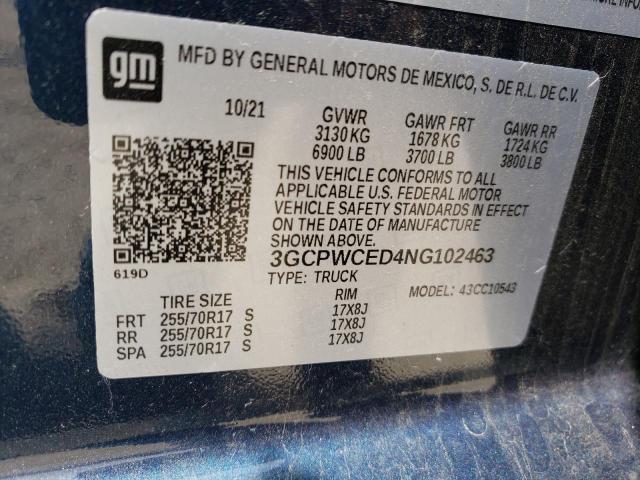 MORE INFO
gm
MFD BY GENERAL MOTORS DE MEXICO, S. DE R.L. DE C.V.
10/21 GVWR GAWR FRT GAWR RR
3130 KG 1678 KG 1724 KG
6900 LB 3700 LB 3800 LB
THIS VEHICLE CONFORMS TO ALL
APPLICABLE U.S. FEDERAL MOTOR
VEHICLE SAFETY STANDARDS IN EFFECT
ON THE DATE OF MANUFACTURE
SHOWN ABOVE.
619D
3GCPWCED4NG102463
TYPE: TRUCK MODEL: 43CC10543
TIRE SIZE RIM
FRT 255/70R17 S 17X8J
RR 255/70R17 S 17X8J
SPA 255/70R17 S 17X8J